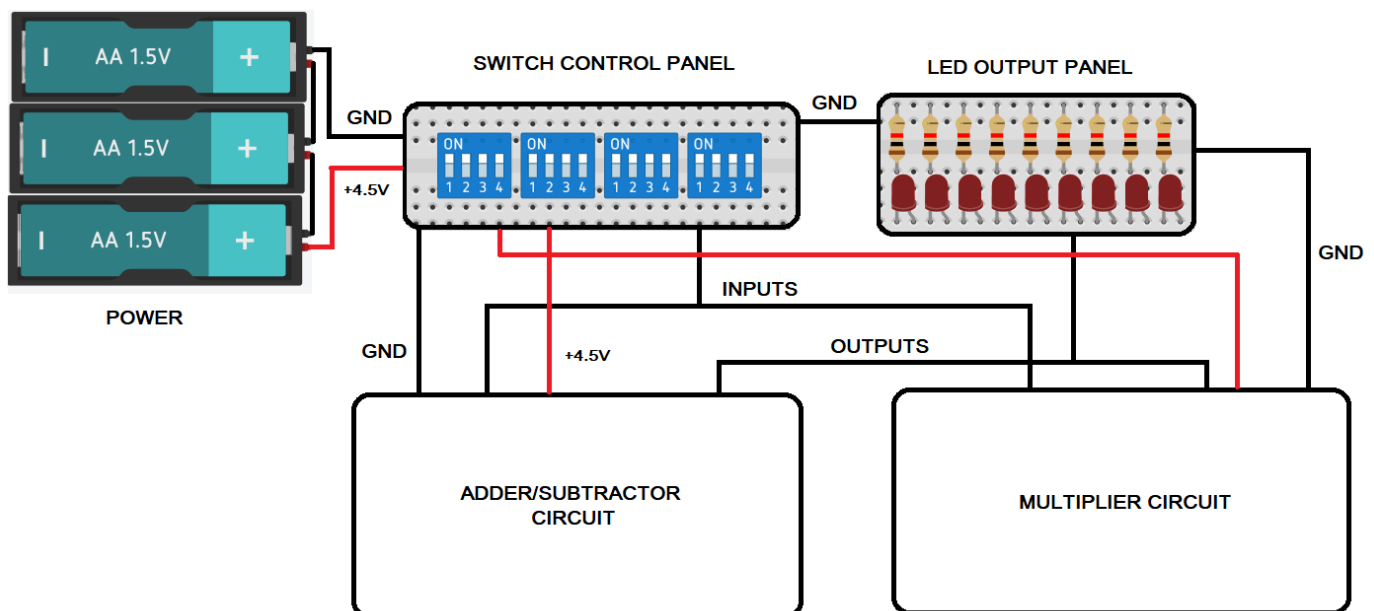 I AA 1.5V +
I AA 1.5V +
I AA 1.5V +
POWER
GND
+4.5V
SWITCH CONTROL PANEL
ON
1 2 3 4
ON
1 2 3 4
ON
1 2 3 4
ON
1 2 3 4
GND
LED OUTPUT PANEL
GND
INPUTS
OUTPUTS
GND
+4.5V
ADDER/SUBTRACTOR
CIRCUIT
MULTIPLIER CIRCUIT